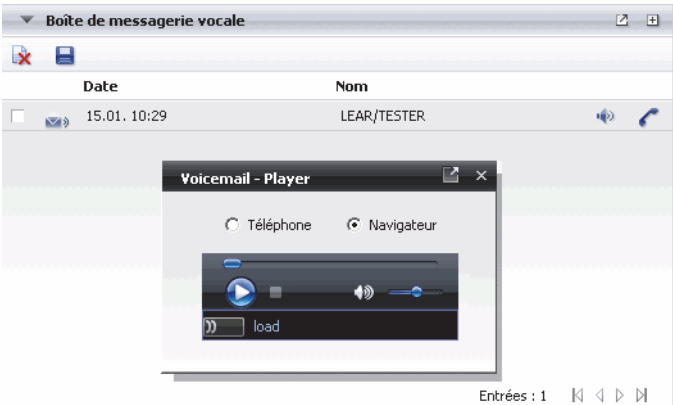 Boîte de messagerie vocale
Date Nom
15.01. 10:29 LEAR/TESTER
Voicemail - Player
Téléphone Navigateur
load
Entrées : 1